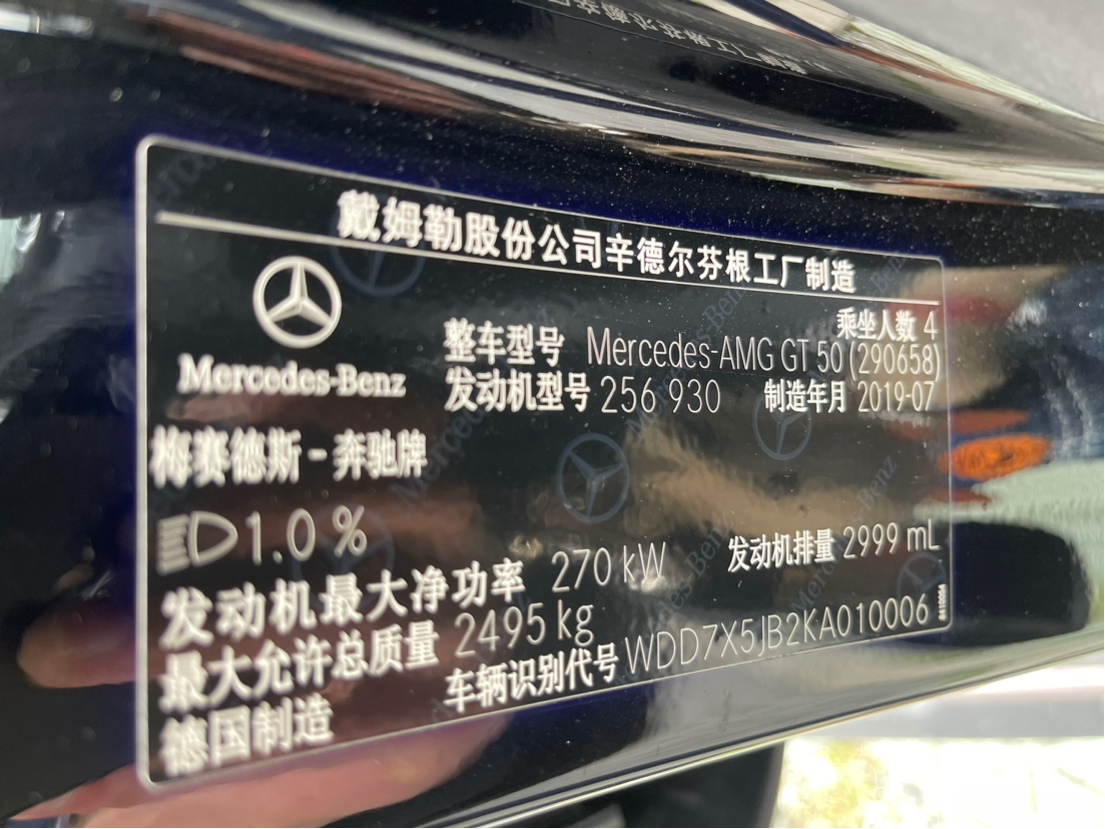 戴姆勒股份公司辛德尔芬根工厂制造
乘坐人数 4
整车型号 Mercedes-AMG GT 50 (290658)
发动机型号 256 930 制造年月 2019-07
Mercedes-Benz
梅赛德斯-奔驰牌
1.0 %
发动机最大净功率 270 kW 发动机排量 2999 mL
最大允许总质量 2495 kg
车辆识别代号 WDD7X5JB2KA010006
德国制造